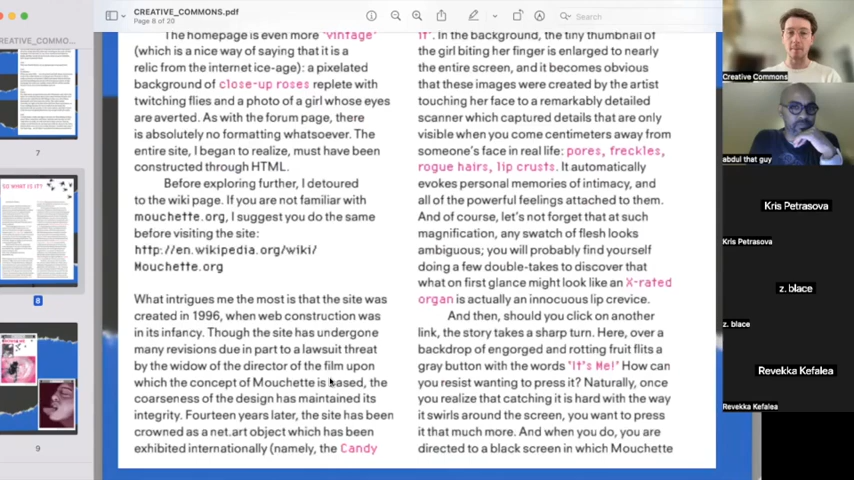 CREATIVE_COMMONS.pdf
Page 8 of 20
Search
CREATIVE_COMMO...
7
SO WHAT IS IT?
8
9
The homepage is even more "vintage"
(which is a nice way of saying that it is a
relic from the internet ice-age): a pixelated
background of close-up roses replete with
twitching flies and a photo of a girl whose eyes
are averted. As with the forum page, there
is absolutely no formatting whatsoever. The
entire site, I began to realize, must have been
constructed through HTML.
Before exploring further, I detoured
to the wiki page. If you are not familiar with
mouchette.org, I suggest you do the same
before visiting the site:
http://en.wikipedia.org/wiki/
Mouchette.org
What intrigues me the most is that the site was
created in 1996, when web construction was
in its infancy. Though the site has undergone
many revisions due in part to a lawsuit threat
by the widow of the director of the film upon
which the concept of Mouchette is based, the
coarseness of the design has maintained its
integrity. Fourteen years later, the site has been
crowned as a net.art object which has been
exhibited internationally (namely, the Candy
it". In the background, the tiny thumbnail of
the girl biting her finger is enlarged to nearly
the entire screen, and it becomes obvious
that these images were created by the artist
touching her face to a remarkably detailed
scanner which captured details that are only
visible when you come centimeters away from
someone's face in real life: pores, freckles,
rogue hairs, lip crusts. It automatically
evokes personal memories of intimacy, and
all of the powerful feelings attached to them.
And of course, let's not forget that at such
magnification, any swatch of flesh looks
ambiguous; you will probably find yourself
doing a few double-takes to discover that
what on first glance might look like an X-rated
organ is actually an innocuous lip crevice.
And then, should you click on another
link, the story takes a sharp turn. Here, over a
backdrop of engorged and rotting fruit flits a
gray button with the words "It's Me!" How can
you resist wanting to press it? Naturally, once
you realize that catching it is hard with the way
it swirls around the screen, you want to press
it that much more. And when you do, you are
directed to a black screen in which Mouchette
Creative Commons
abdul that guy
Kris Petrasova
Kris Petrasova
z. blace
z. blace
Revekka Kefalea
Revekka Kefalea